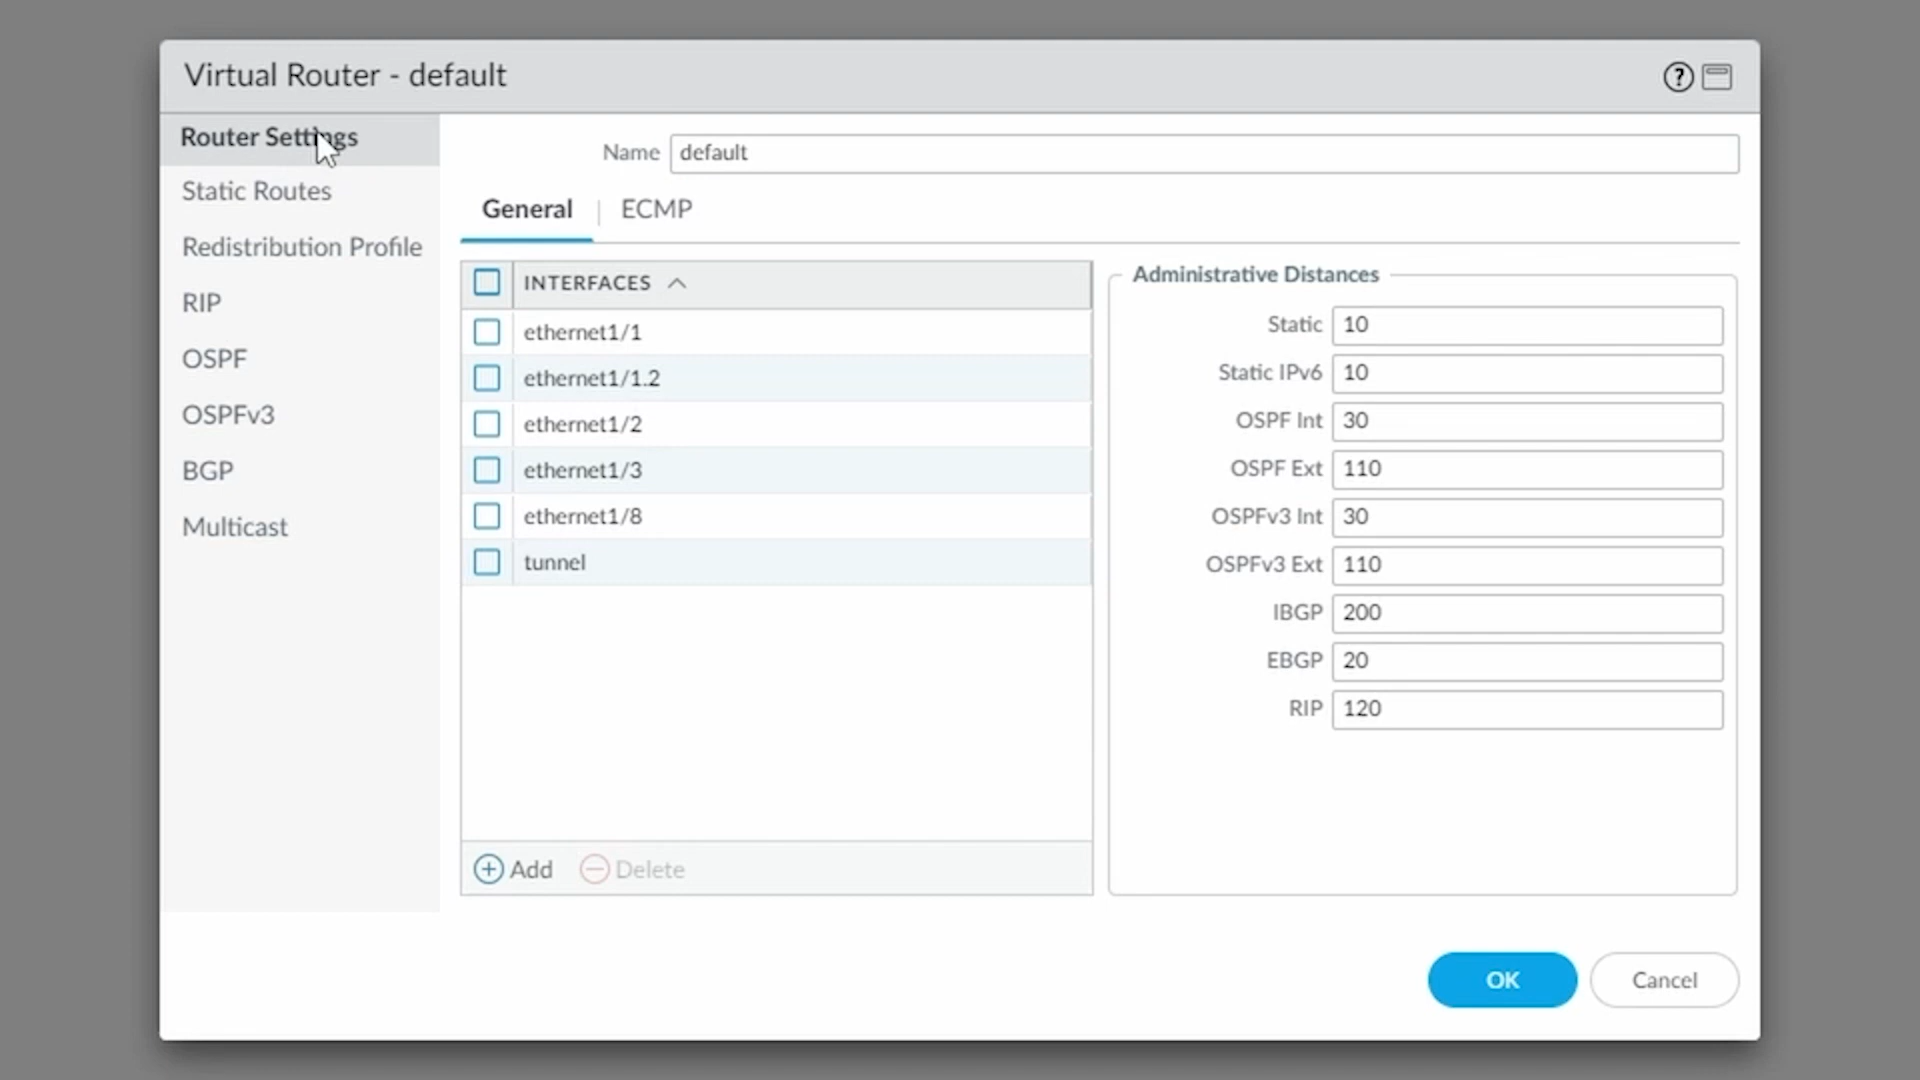 Virtual Router - default
Router Settings
Static Routes
Redistribution Profile
RIP
OSPF
OSPFv3
BGP
Multicast
Name default
General | ECMP
INTERFACES
ethernet1/1
ethernet1/1.2
ethernet1/2
ethernet1/3
ethernet1/8
tunnel
Add Delete
Administrative Distances
Static 10
Static IPv6 10
OSPF Int 30
OSPF Ext 110
OSPFv3 Int 30
OSPFv3 Ext 110
IBGP 200
EBGP 20
RIP 120
OK Cancel